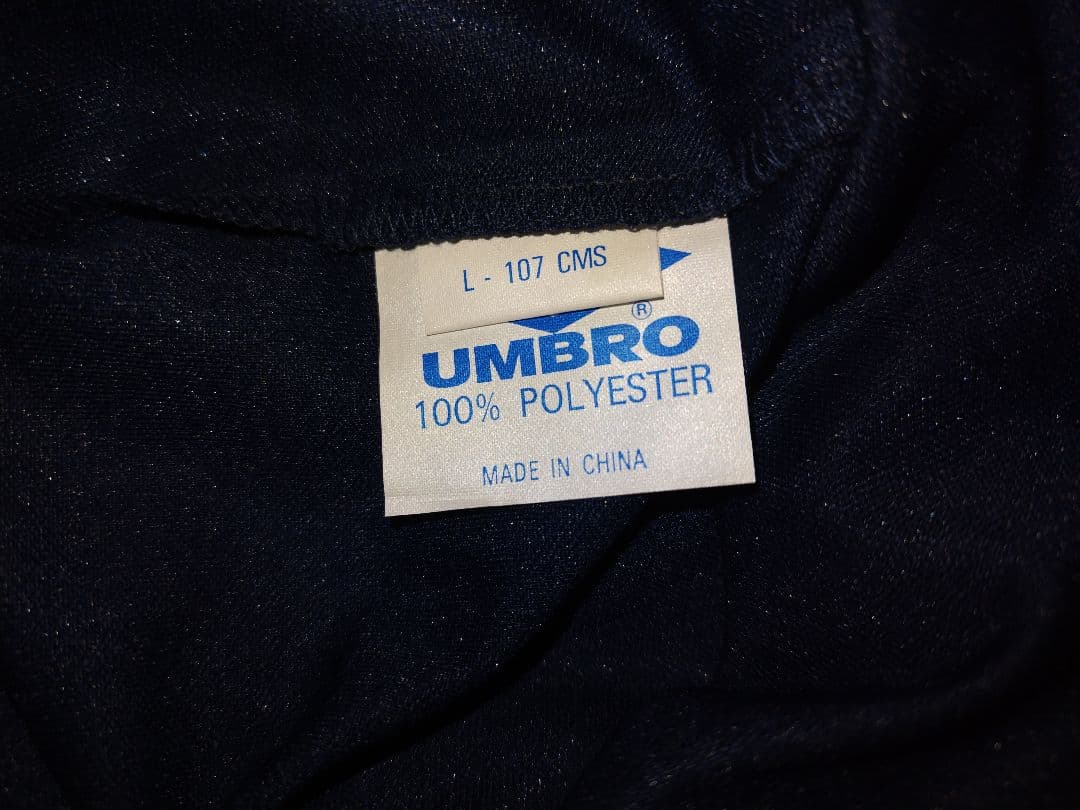 L - 107 CMS
®
UMBRO
100% POLYESTER
MADE IN CHINA